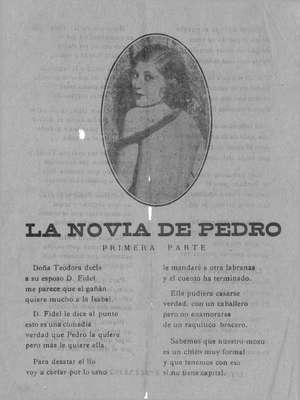 LA NOVIA DE PEDRO
PRIMERA PARTE
Doña Teodora decía
a su esposo D. Fidel
me parece que el gañán
quiere mucho a la Isabel.
D. Fidel le dice al punto
esto es una comedia
verdad que Pedro la quiere
pero más le quiere ella.
Para desatar el lío
voy a cortar por lo sano
le mandaré a otra labranza
y el cuento ha terminado.
Ella pudiera casarse
verdad, con un caballero
pero no enamorarse
de un raquítico bracero.
Sabemos que nuestro mozo
es un chico muy formal
y que tenemos con eso
si no tiene capital.